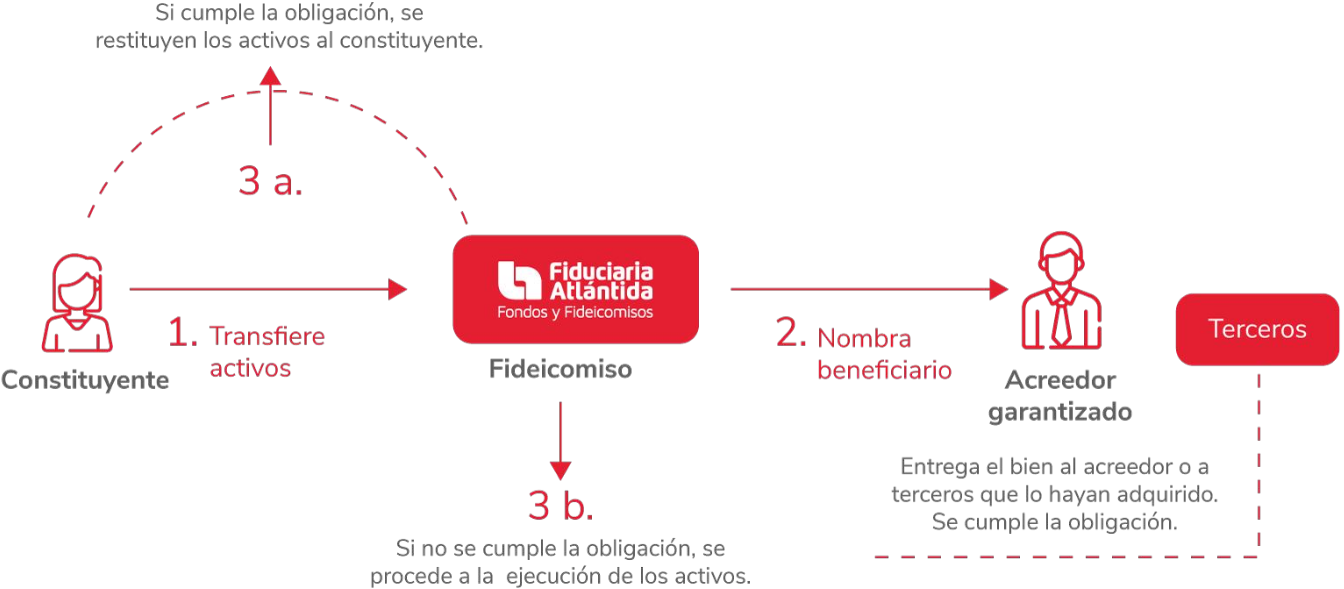 Si cumple la obligación, se
restituyen los activos al constituyente.
3 a.
Constituyente
1. Transfiere
activos
Fiduciaria
Atlántida
Fondos y Fideicomisos
Fideicomiso
2. Nombra
beneficiario
Acreedor
garantizado
Terceros
3 b.
Si no se cumple la obligación, se
procede a la ejecución de los activos.
Entrega el bien al acreedor o a
terceros que lo hayan adquirido.
Se cumple la obligación.